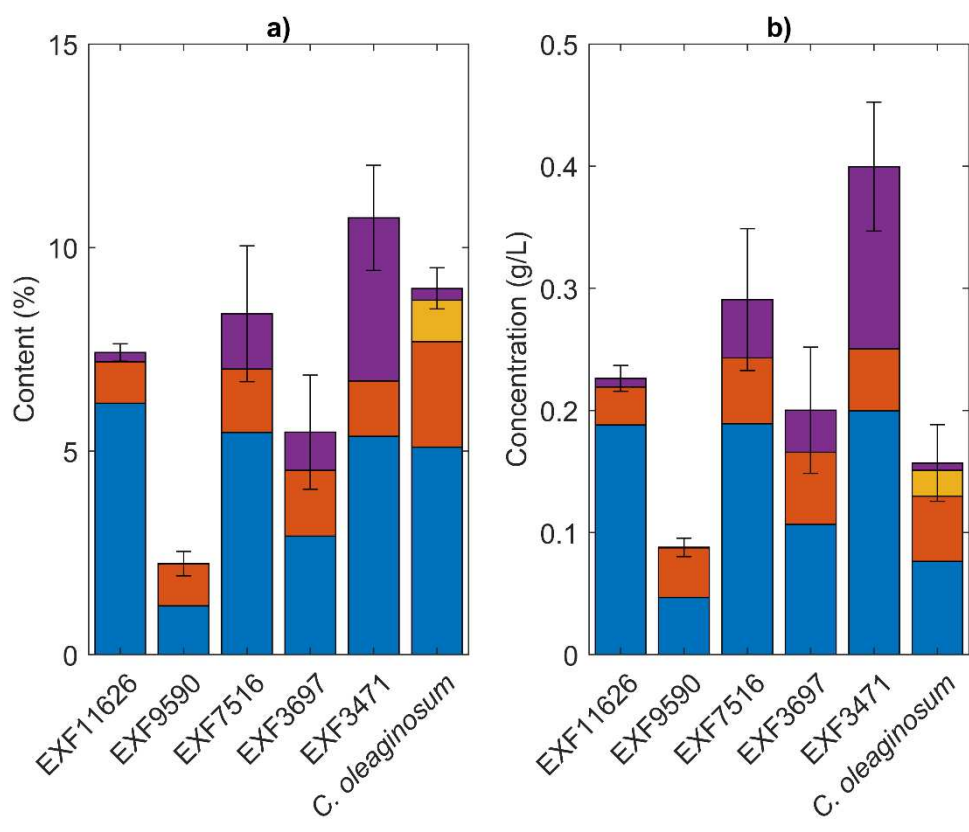 a)
Content (%)
15
10
5
0
EXF11626
EXF9590
EXF7516
EXF3697
EXF3471
C. oleaginosum
b)
Concentration (g/L)
0.5
0.4
0.3
0.2
0.1
0
EXF11626
EXF9590
EXF7516
EXF3697
EXF3471
C. oleaginosum